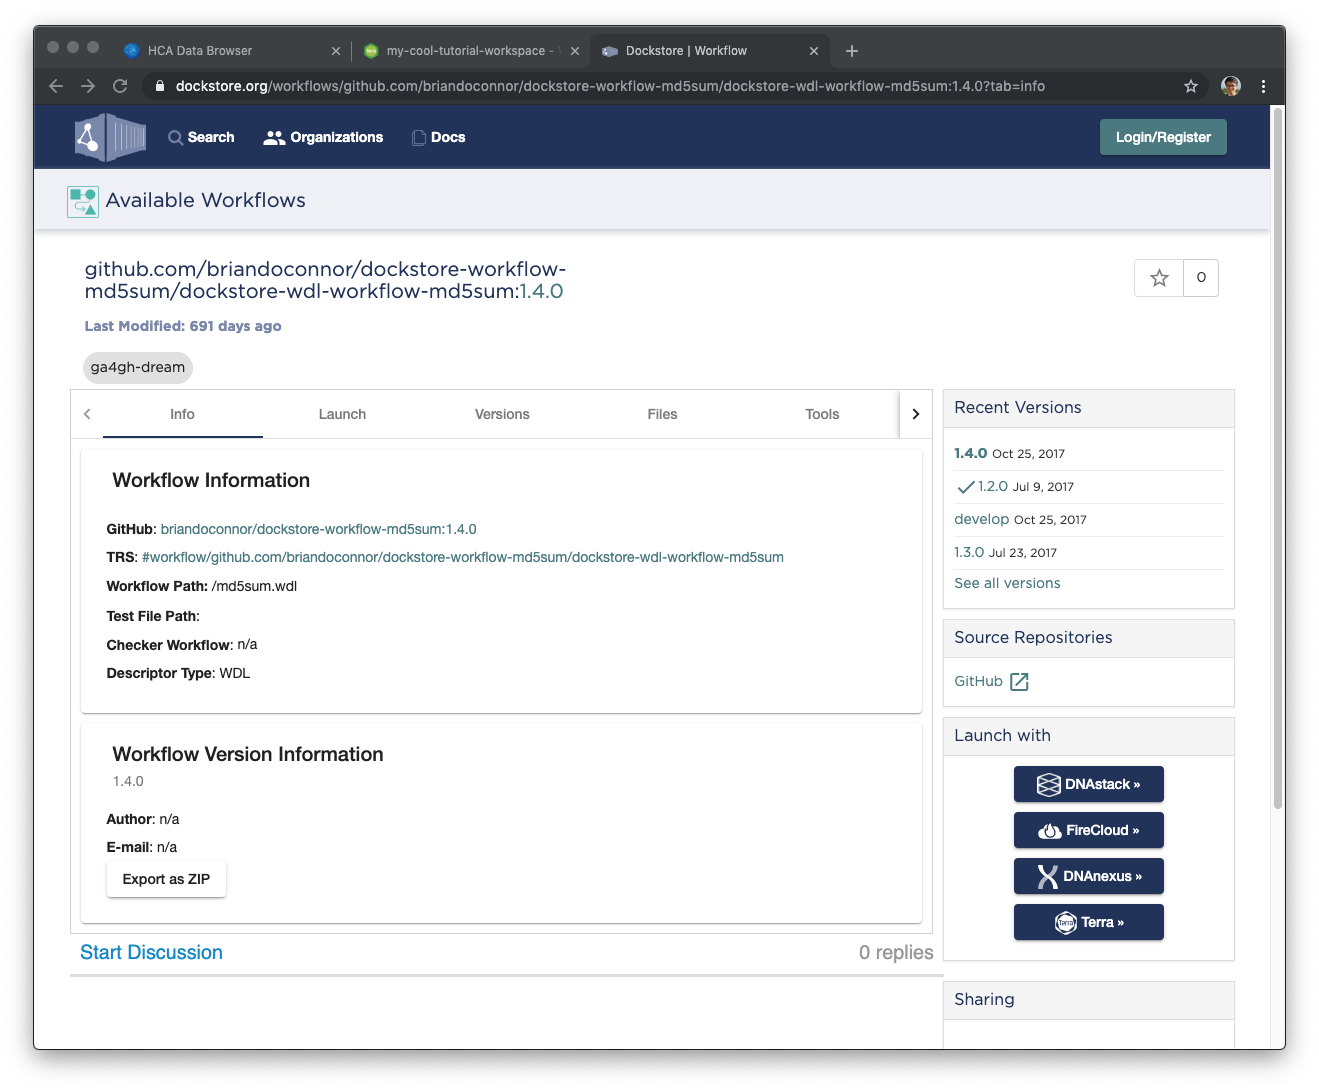 HCA Data Browser
my-cool-tutorial-workspace -
Dockstore | Workflow
dockstore.org/workflows/github.com/briandoconnor/dockstore-workflow-md5sum/dockstore-wdl-workflow-md5sum:1.4.0?tab=info
Search
Organizations
Docs
Login/Register
Available Workflows
github.com/briandoconnor/dockstore-workflow-
md5sum/dockstore-wdl-workflow-md5sum:1.4.0
0
Last Modified: 691 days ago
ga4gh-dream
Info
Launch
Versions
Files
Tools
Workflow Information
GitHub: briandoconnor/dockstore-workflow-md5sum:1.4.0
TRS: #workflow/github.com/briandoconnor/dockstore-workflow-md5sum/dockstore-wdl-workflow-md5sum
Workflow Path: /md5sum.wdl
Test File Path:
Checker Workflow: n/a
Descriptor Type: WDL
Workflow Version Information
1.4.0
Author: n/a
E-mail: n/a
Export as ZIP
Start Discussion
0 replies
Recent Versions
1.4.0 Oct 25, 2017
1.2.0 Jul 9, 2017
develop Oct 25, 2017
1.3.0 Jul 23, 2017
See all versions
Source Repositories
GitHub
Launch with
DNAstack »
FireCloud »
DNAnexus »
Terra »
Sharing